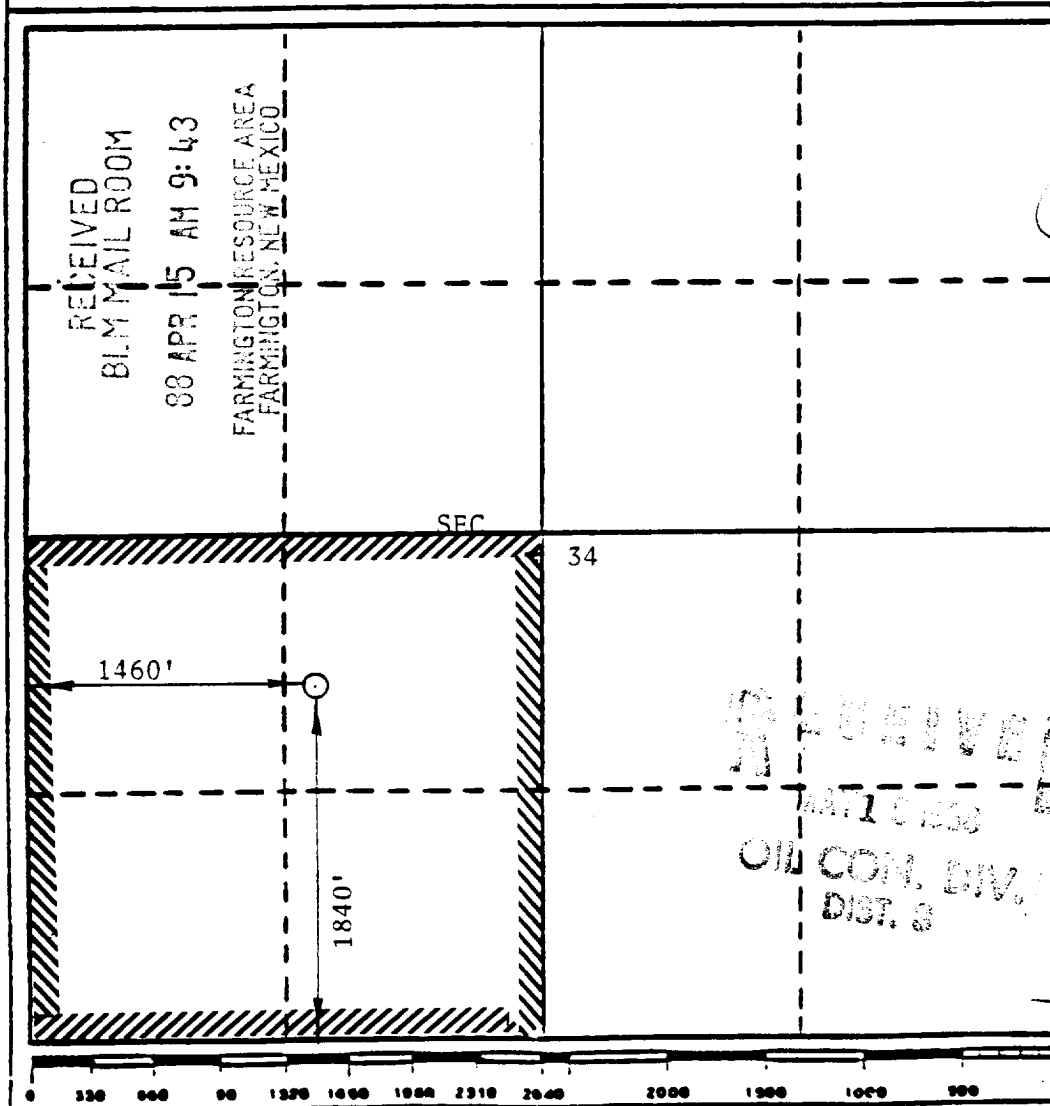 RECEIVED
BLM MAIL ROOM
88 APR 15 AM 9:43
FARMINGTON RESOURCE AREA
FARMINGTON, NEW MEXICO
SEC
34
1460'
1840'
OIL CON. DIV.
DIST. 3
0 330 660 90 1320 1650 1980 2310 2640 2000 1500 1000 500